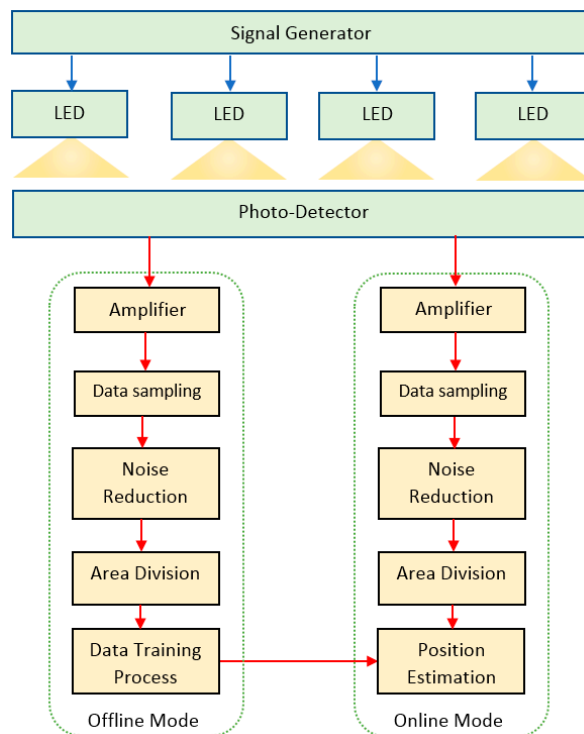 Signal Generator
LED
LED
LED
LED
Photo-Detector
Amplifier
Data sampling
Noise
Reduction
Area Division
Data Training
Process
Offline Mode
Amplifier
Data sampling
Noise
Reduction
Area Division
Position
Estimation
Online Mode